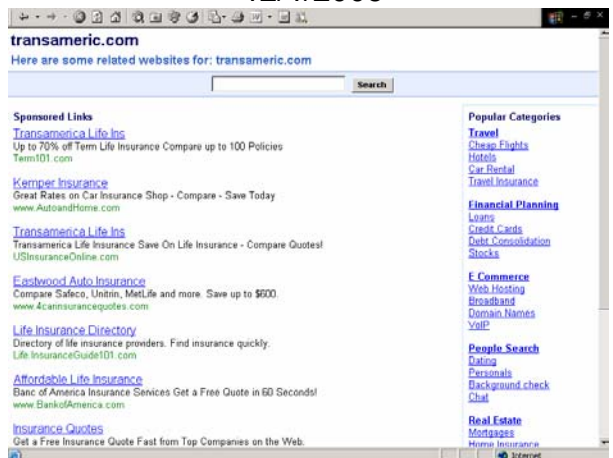 transameric.com
Here are some related websites for: transameric.com
Search
Sponsored Links
Transamerica Life Ins
Up to 70% off Term Life Insurance Compare up to 100 Policies
Term101.com
Kemper Insurance
Great Rates on Car Insurance Shop - Compare - Save Today
www.AutoandHome.com
Transamerica Life Ins
Transamerica Life Insurance Save On Life Insurance - Compare Quotes!
USInsuranceOnline.com
Eastwood Auto Insurance
Compare Safeco, Unitrin, MetLife and more. Save up to $600.
www.4carinsurancequotes.com
Life Insurance Directory
Directory of life insurance providers. Find insurance quickly.
Life.InsuranceGuide101.com
Affordable Life Insurance
Banc of America Insurance Services Get a Free Quote in 60 Seconds!
www.BankofAmerica.com
Insurance Quotes
Get a Free Insurance Quote Fast from Top Companies on the Web.
Popular Categories
Travel
Cheap Flights
Hotels
Car Rental
Travel Insurance
Financial Planning
Loans
Credit Cards
Debt Consolidation
Stocks
E Commerce
Web Hosting
Broadband
Domain Names
VoIP
People Search
Dating
Personals
Background check
Chat
Real Estate
Mortgages
Home Insurance
Internet